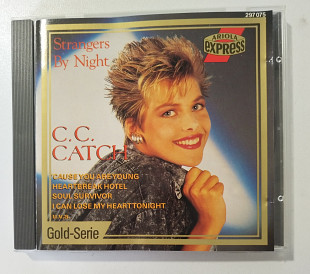 297 075
Strangers
By Night
ARIOLA
EXPRESS
C.C.
CATCH
'CAUSE YOU ARE YOUNG
HEARTBREAK HOTEL
SOUL SURVIVOR
I CAN LOSE MY HEART TONIGHT
U.V.A.
Gold-Serie